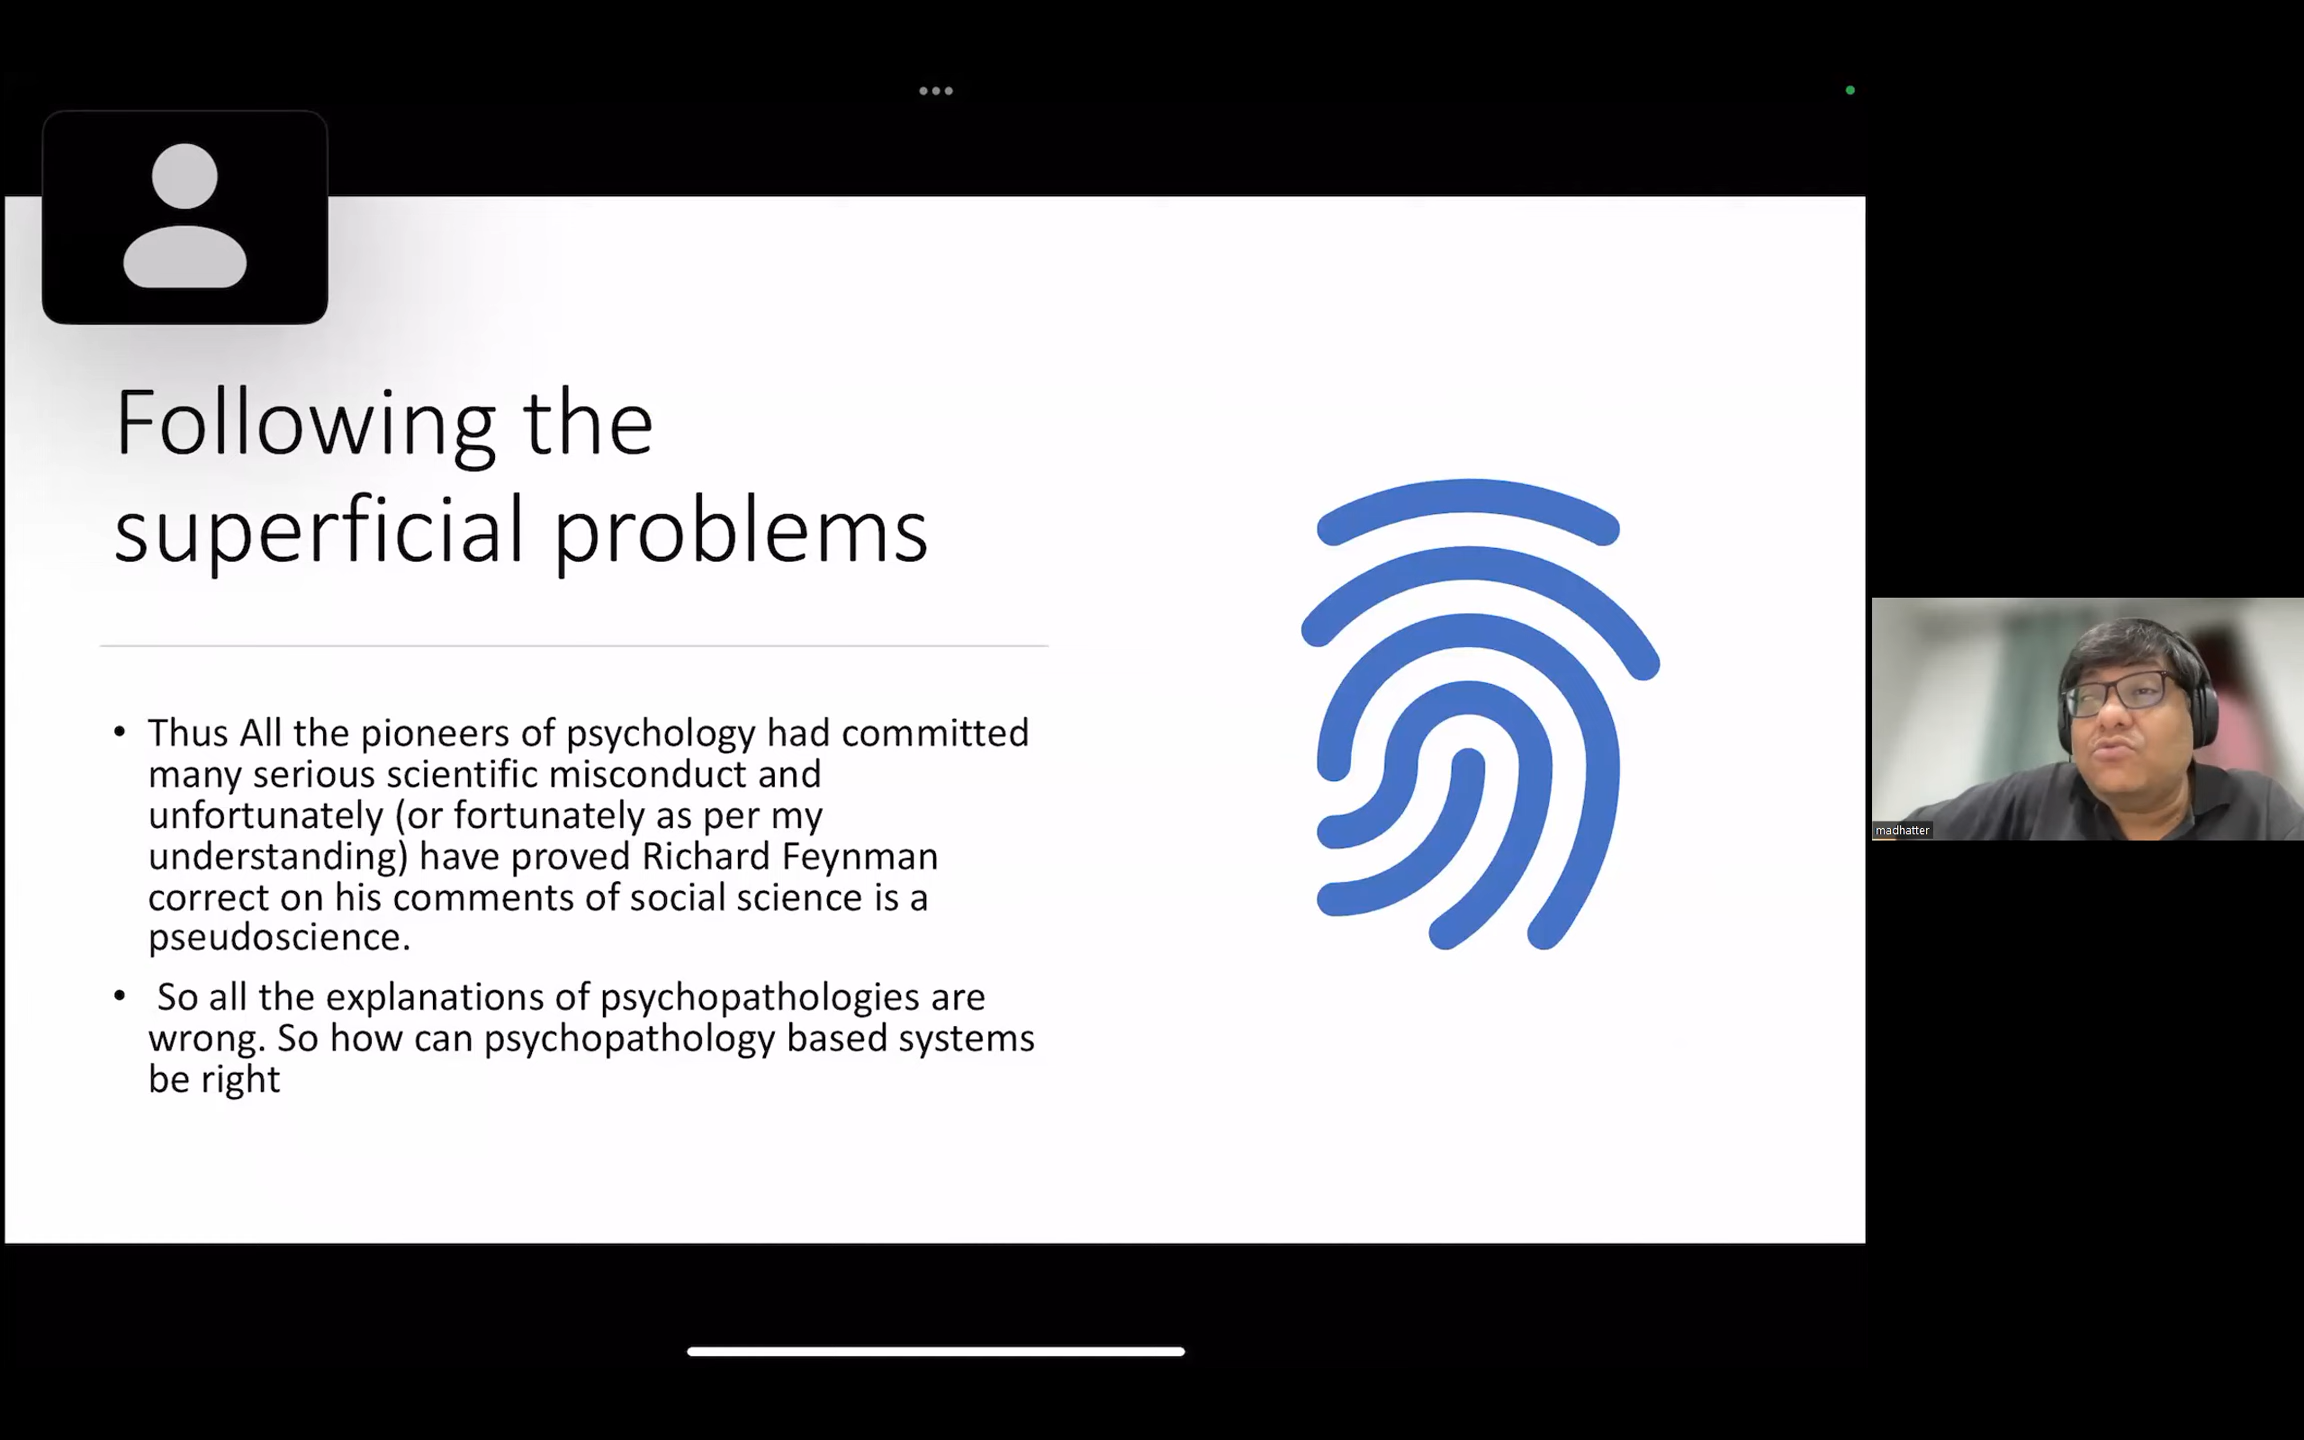 Following the
superficial problems
• Thus All the pioneers of psychology had committed
many serious scientific misconduct and
unfortunately (or fortunately as per my
understanding) have proved Richard Feynman
correct on his comments of social science is a
pseudoscience.
• So all the explanations of psychopathologies are
wrong. So how can psychopathology based systems
be right
madhatter